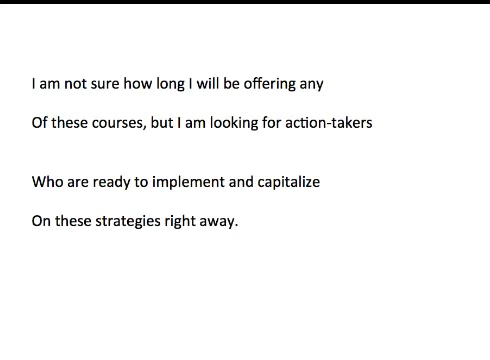 I am not sure how long I will be offering any
Of these courses, but I am looking for action-takers
Who are ready to implement and capitalize
On these strategies right away.